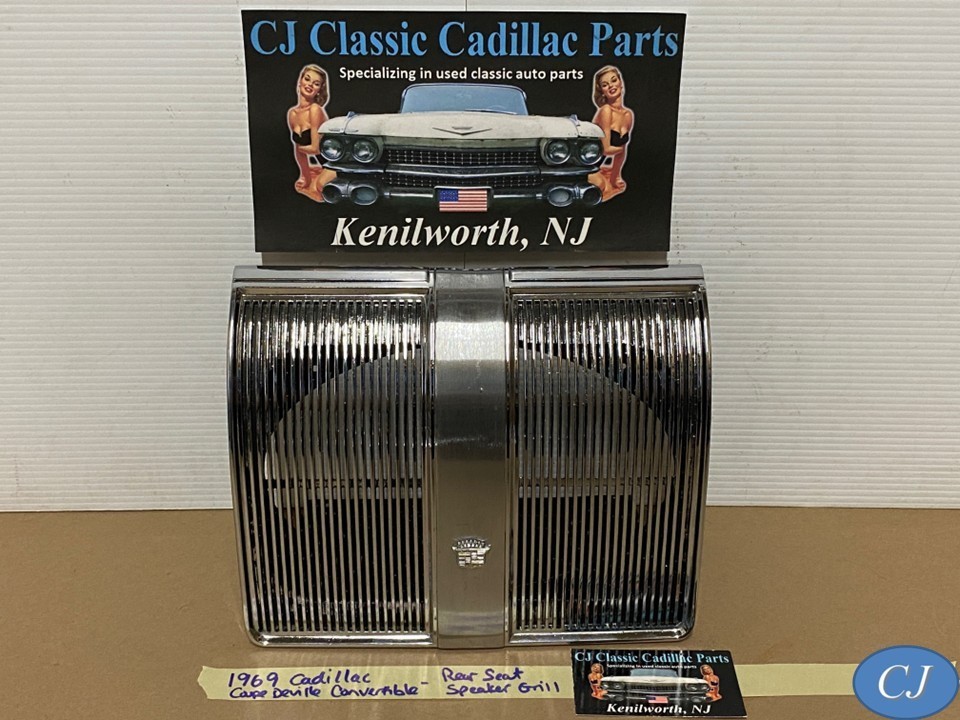 CJ Classic Cadillac Parts
Specializing in used classic auto parts
Kenilworth, NJ
1969 Cadillac - Rear Seat
Cape Deville Convertible Speaker Grill
CJ Classic Cadillac Parts
Specializing in used classic auto parts
Kenilworth, NJ
CJ